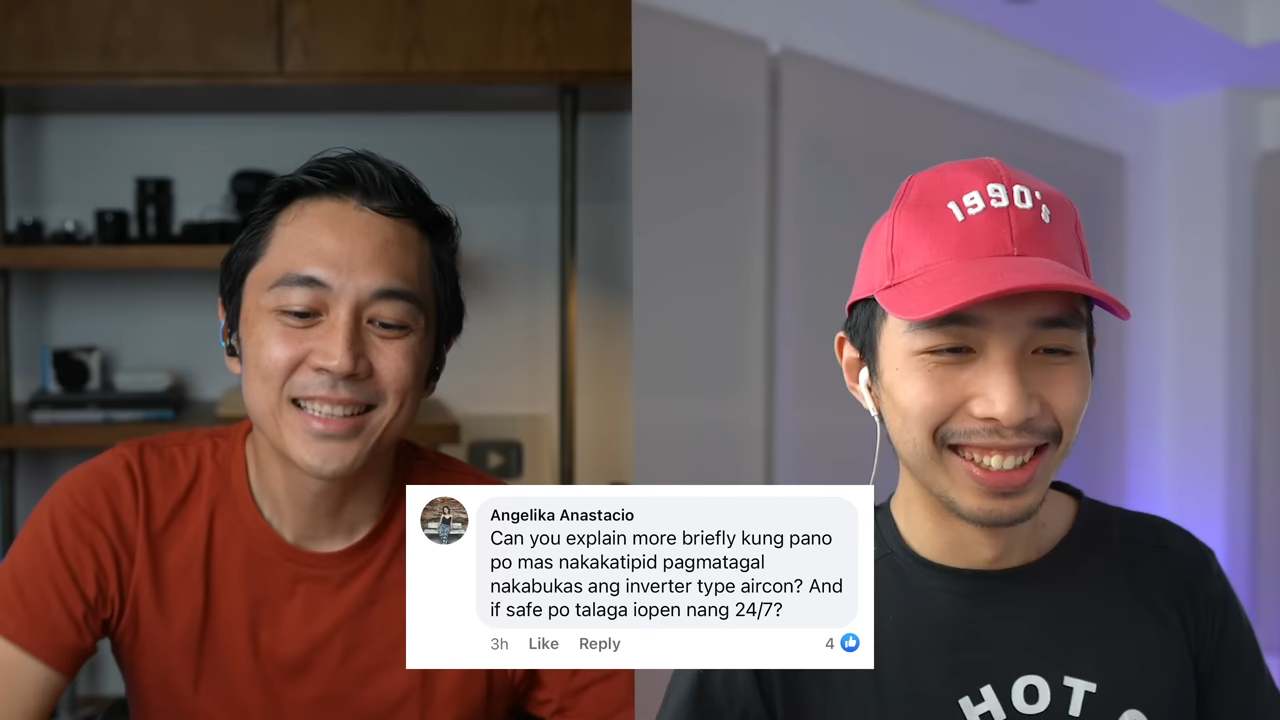 1990's
Angelika Anastacio
Can you explain more briefly kung pano
po mas nakakatipid pagmatagal
nakabukas ang inverter type aircon? And
if safe po talaga iopen nang 24/7?
3h Like Reply 4
HOT